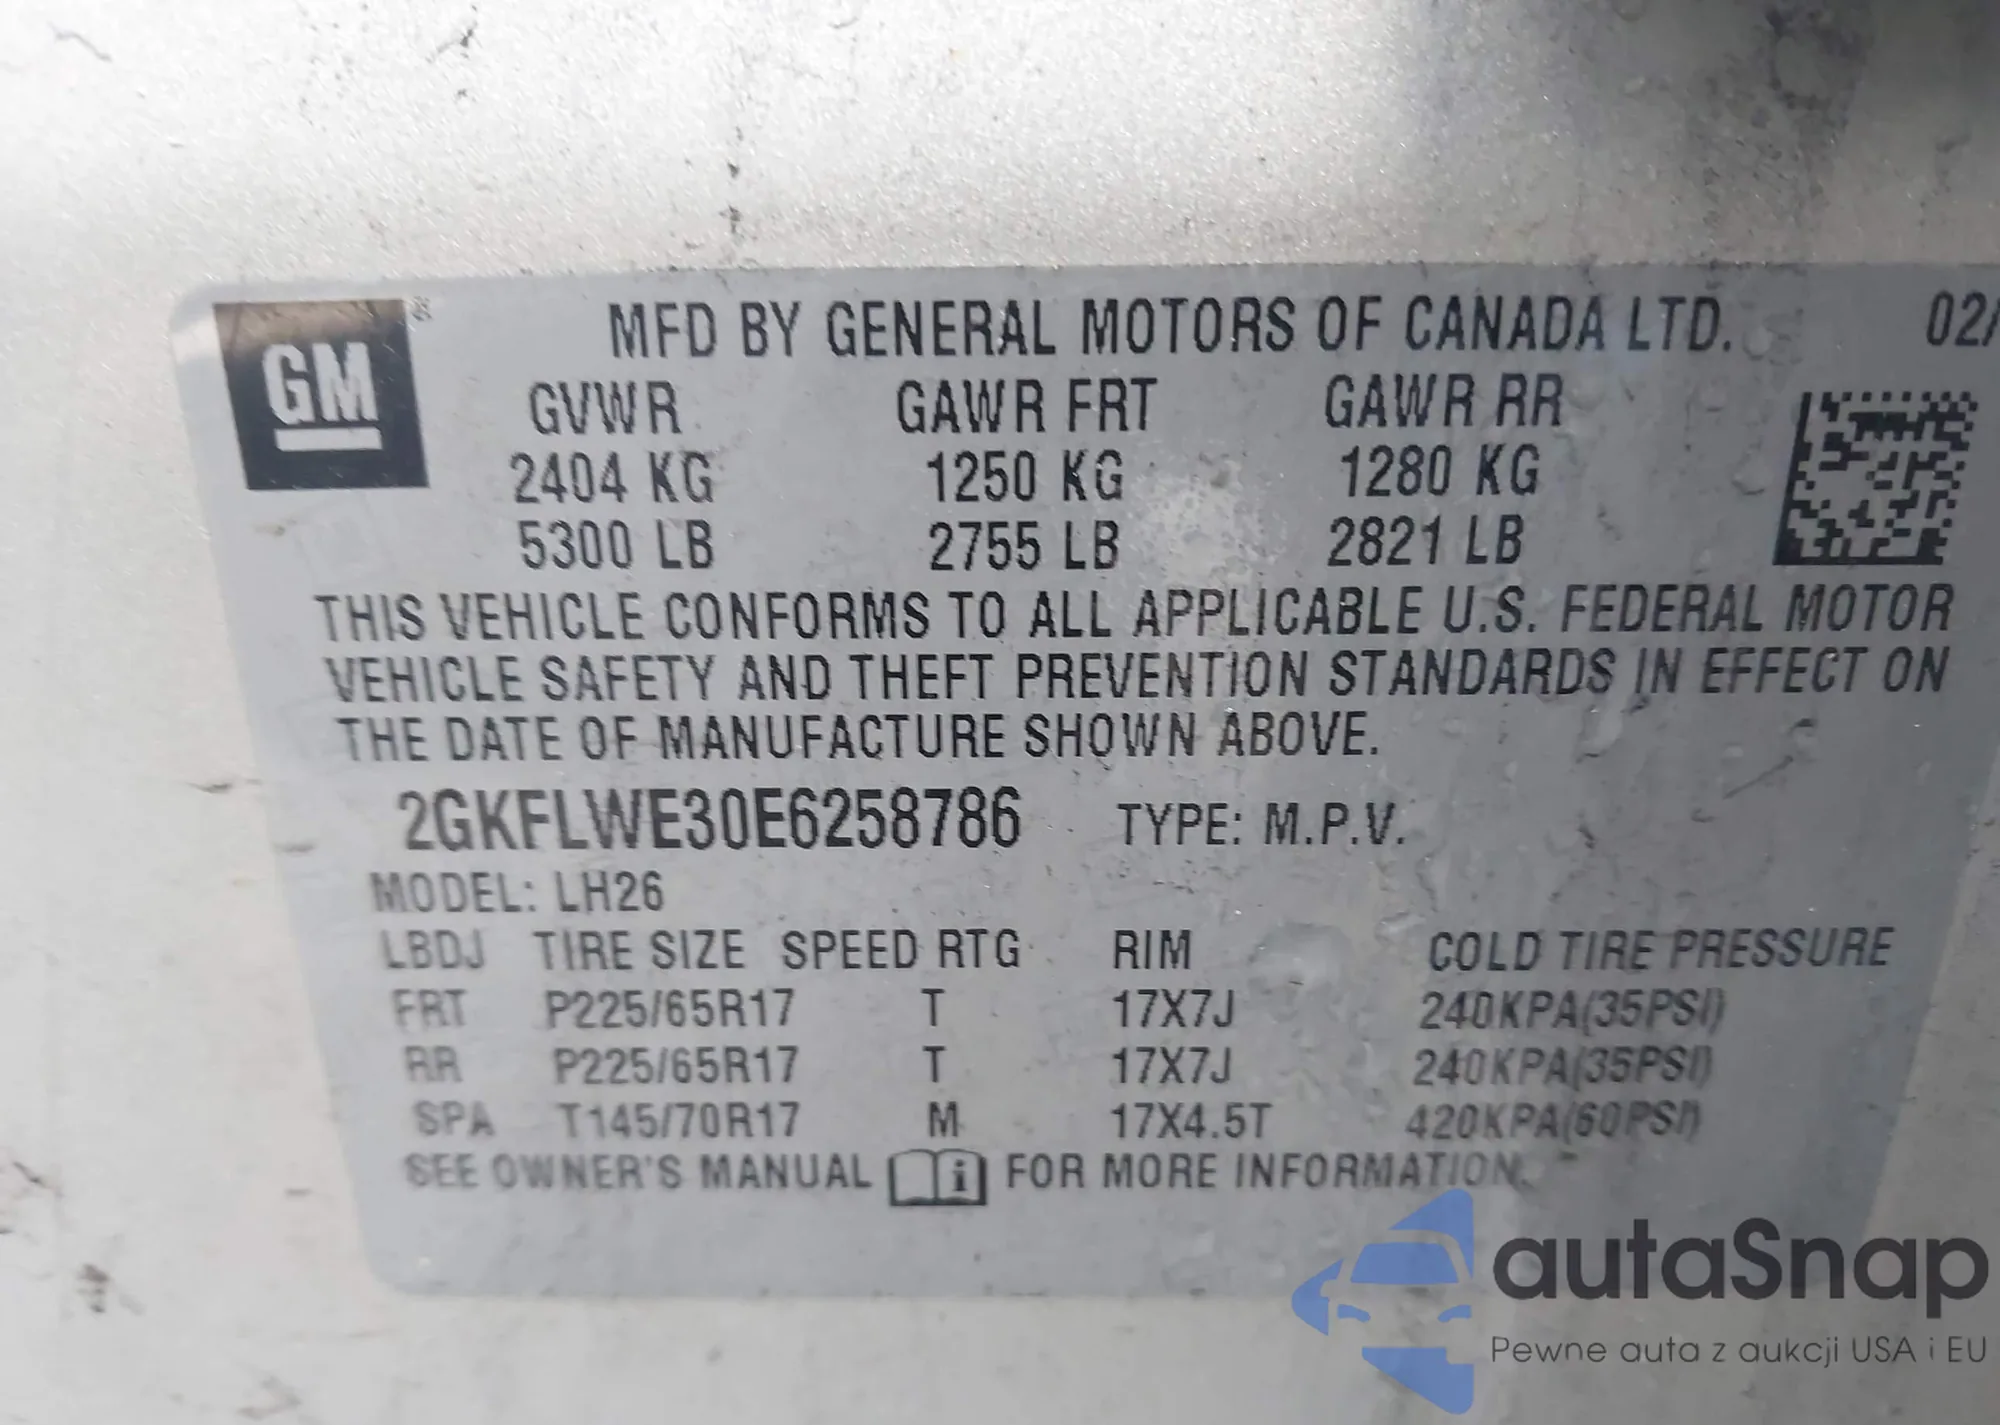 GM
MFD BY GENERAL MOTORS OF CANADA LTD. 02/
GVWR GAWR FRT GAWR RR
2404 KG 1250 KG 1280 KG
5300 LB 2755 LB 2821 LB
THIS VEHICLE CONFORMS TO ALL APPLICABLE U.S. FEDERAL MOTOR
VEHICLE SAFETY AND THEFT PREVENTION STANDARDS IN EFFECT ON
THE DATE OF MANUFACTURE SHOWN ABOVE.
2GKFLWE30E6258786 TYPE: M.P.V.
MODEL: LH26
LBDJ TIRE SIZE SPEED RTG RIM COLD TIRE PRESSURE
FRT P225/65R17 T 17X7J 240KPA(35PSI)
RR P225/65R17 T 17X7J 240KPA(35PSI)
SPA T145/70R17 M 17X4.5T 420KPA(60PSI)
SEE OWNER'S MANUAL i FOR MORE INFORMATION.
autaSnap
Pewne auta z aukcji USA i EU